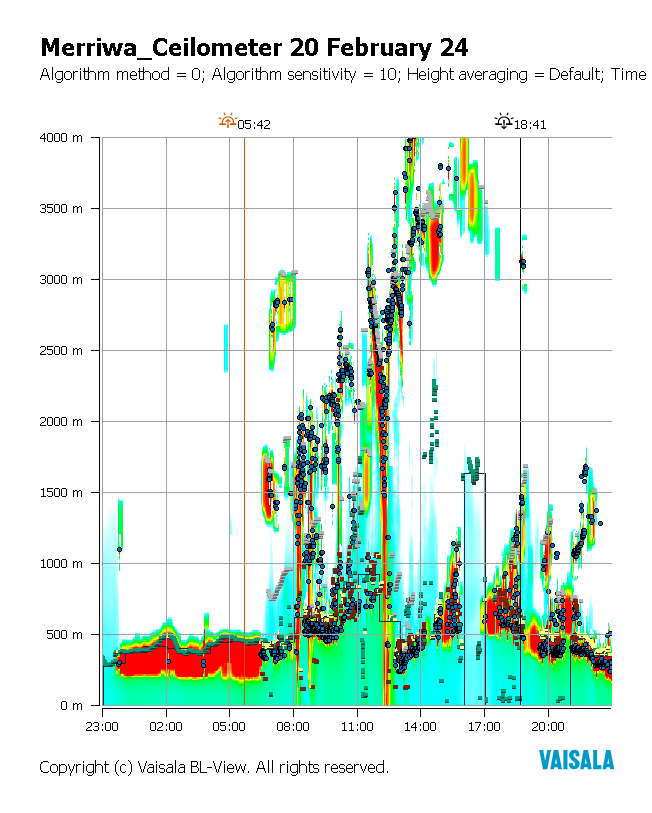 Merriwa_Ceilometer 20 February 24
Algorithm method = 0; Algorithm sensitivity = 10; Height averaging = Default; Time
05:42 18:41
4000 m
3500 m
3000 m
2500 m
2000 m
1500 m
1000 m
500 m
0 m
23:00 02:00 05:00 08:00 11:00 14:00 17:00 20:00
VAISALA
Copyright (c) Vaisala BL-View. All rights reserved.